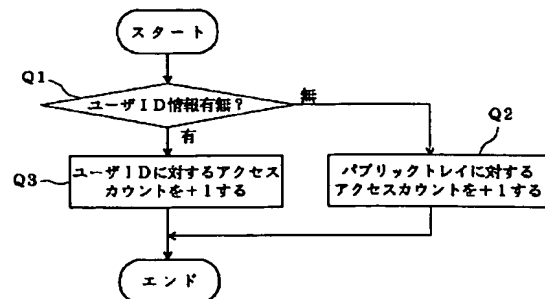 スタート
Q1
ユーザID情報有無?
無
有
Q2
Q3
ユーザIDに対するアクセス
カウントを+1する
パブリックトレイに対する
アクセスカウントを+1する
エンド